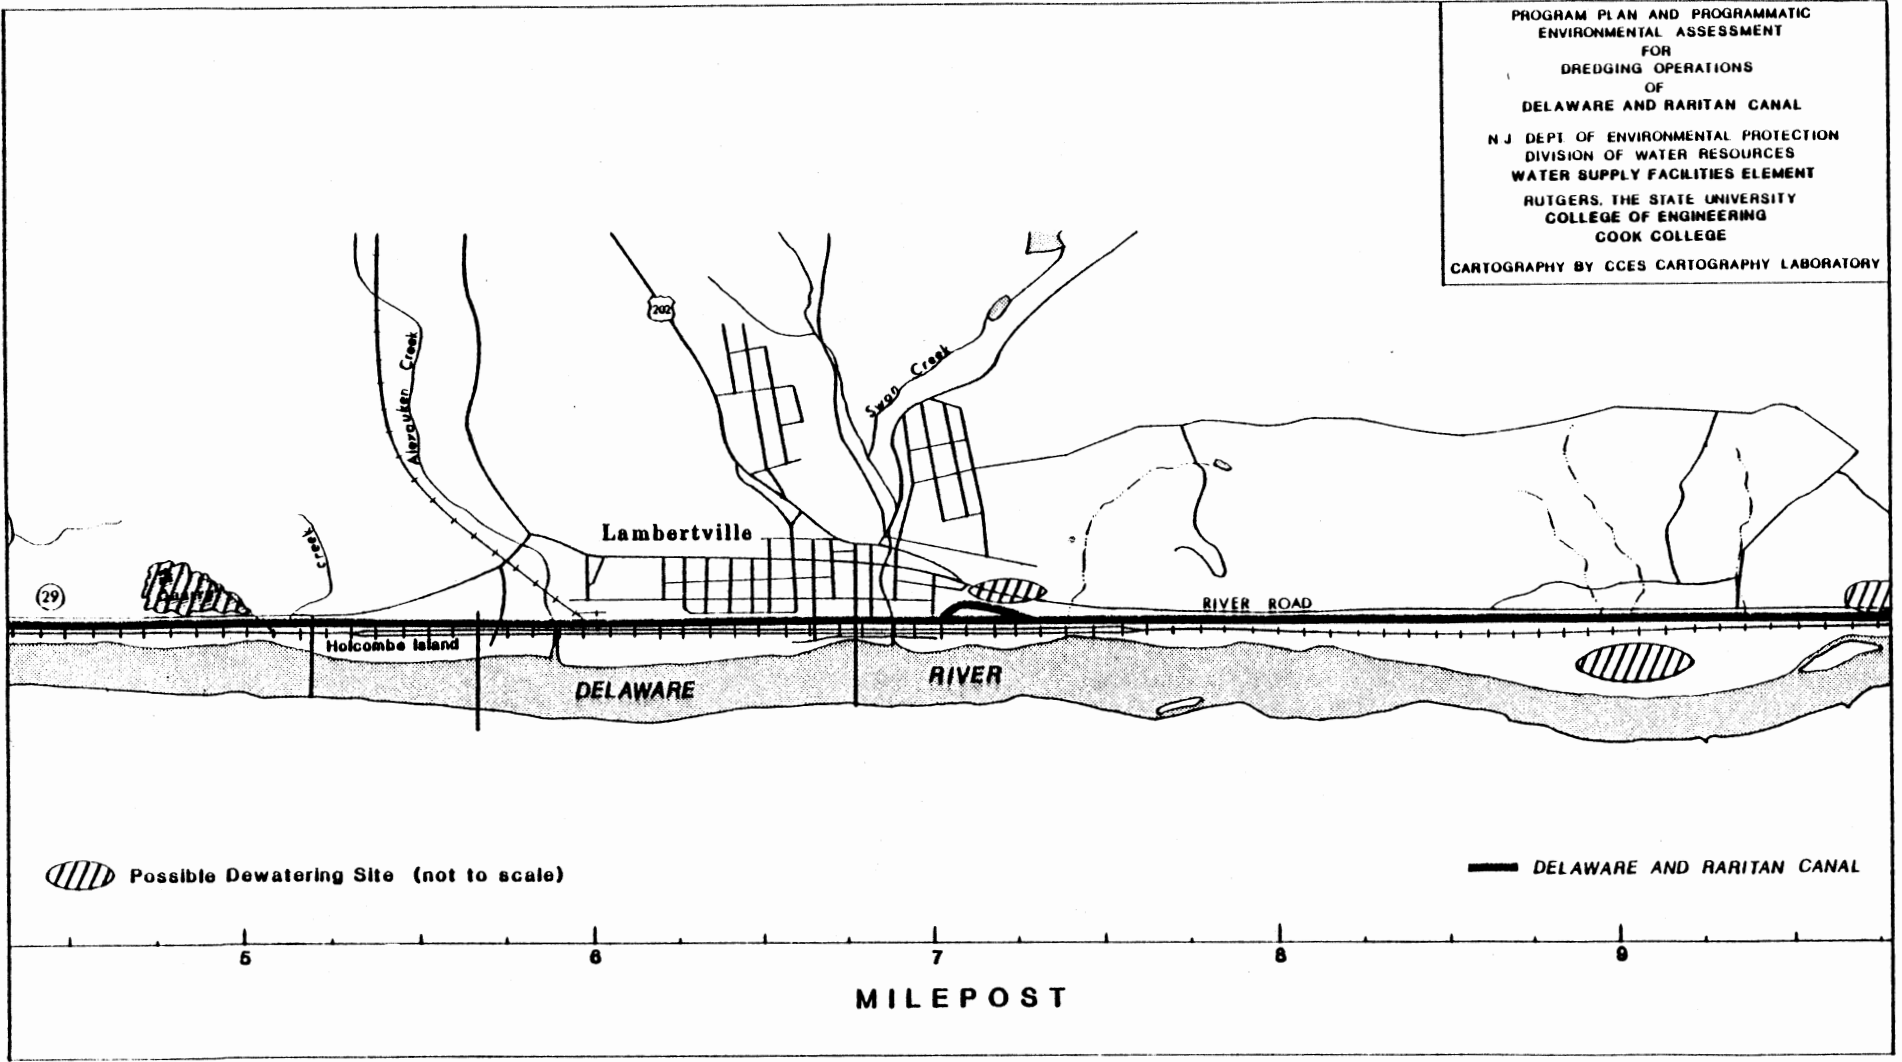 PROGRAM PLAN AND PROGRAMMATIC
ENVIRONMENTAL ASSESSMENT
FOR
DREDGING OPERATIONS
OF
DELAWARE AND RARITAN CANAL
N J DEPT OF ENVIRONMENTAL PROTECTION
DIVISION OF WATER RESOURCES
WATER SUPPLY FACILITIES ELEMENT
RUTGERS, THE STATE UNIVERSITY
COLLEGE OF ENGINEERING
COOK COLLEGE
CARTOGRAPHY BY CCES CARTOGRAPHY LABORATORY
202
Alexauken Creek
Swan Creek
Creek
Lambertville
29
RIVER ROAD
Holcombe Island
DELAWARE RIVER
Possible Dewatering Site (not to scale)
DELAWARE AND RARITAN CANAL
5 6 7 8 9
MILEPOST